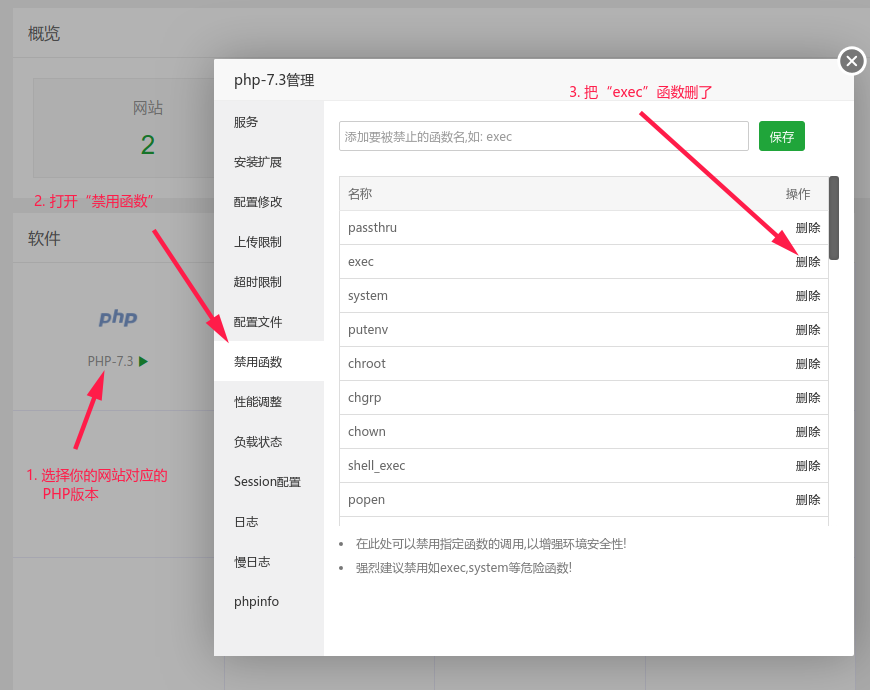 概览
网站
2
2. 打开“禁用函数”
软件
php
PHP-7.3
1. 选择你的网站对应的
PHP版本
php-7.3管理
3. 把“exec”函数删了
服务
安装扩展
配置修改
上传限制
超时限制
配置文件
禁用函数
性能调整
负载状态
Session配置
日志
慢日志
phpinfo
添加要被禁止的函数名,如: exec 保存
名称 操作
passthru 删除
exec 删除
system 删除
putenv 删除
chroot 删除
chgrp 删除
chown 删除
shell_exec 删除
popen 删除
在此处可以禁用指定函数的调用,以增强环境安全性!
强烈建议禁用如exec,system等危险函数!